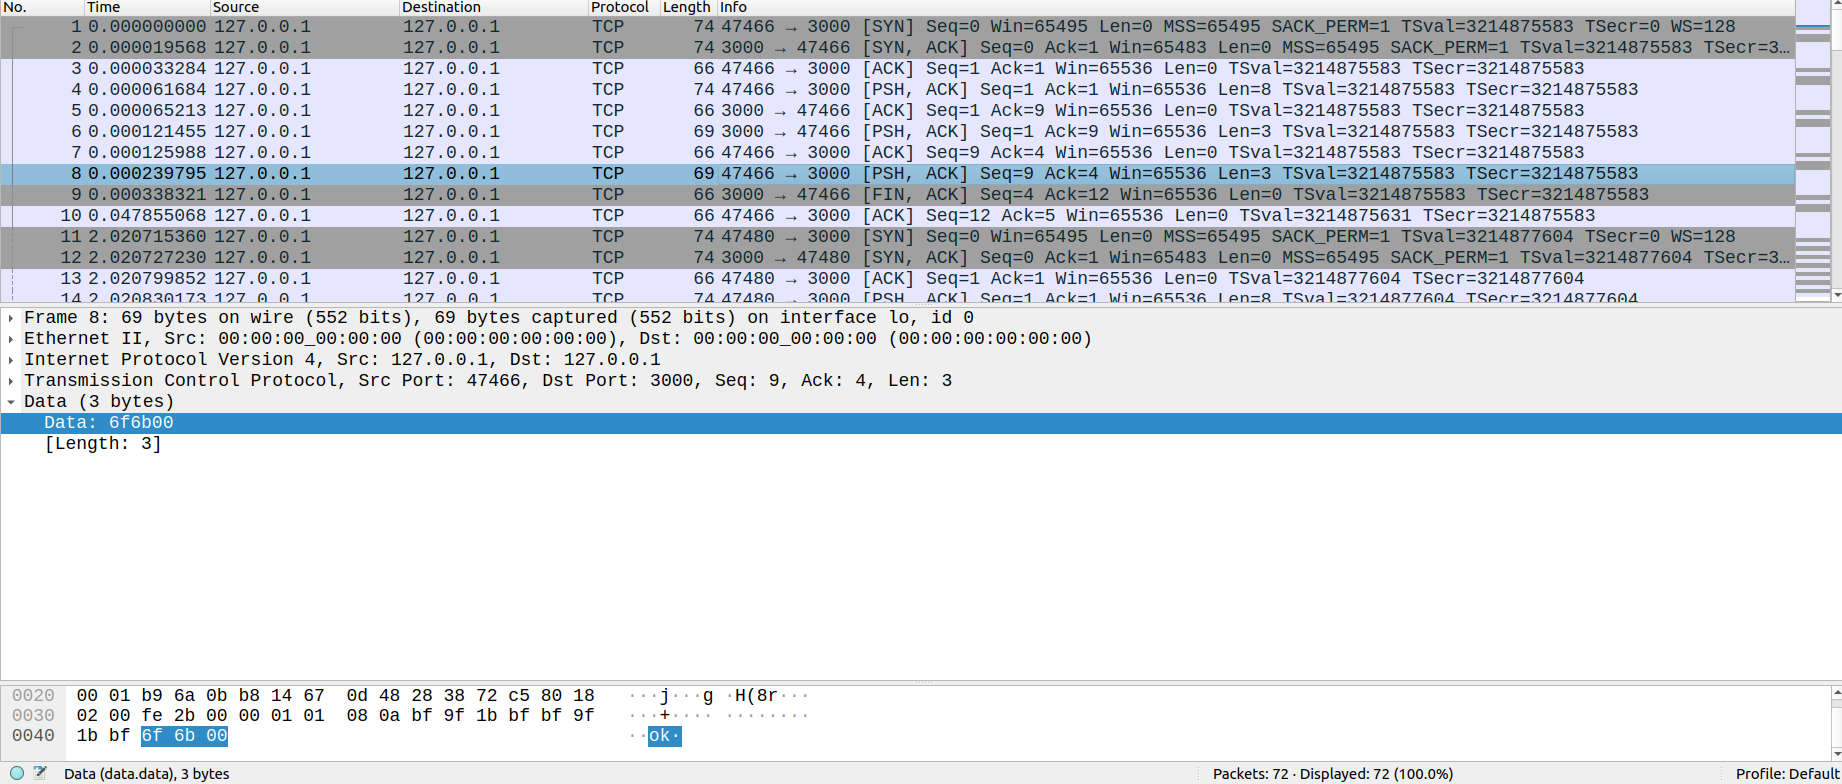 No. Time Source Destination Protocol Length Info
1 0.000000000 127.0.0.1 127.0.0.1 TCP 74 47466 → 3000 [SYN] Seq=0 Win=65495 Len=0 MSS=65495 SACK_PERM=1 TSval=3214875583 TSecr=0 WS=128
2 0.000019568 127.0.0.1 127.0.0.1 TCP 74 3000 → 47466 [SYN, ACK] Seq=0 Ack=1 Win=65483 Len=0 MSS=65495 SACK_PERM=1 TSval=3214875583 TSecr=3…
3 0.000033284 127.0.0.1 127.0.0.1 TCP 66 47466 → 3000 [ACK] Seq=1 Ack=1 Win=65536 Len=0 TSval=3214875583 TSecr=3214875583
4 0.000061684 127.0.0.1 127.0.0.1 TCP 74 47466 → 3000 [PSH, ACK] Seq=1 Ack=1 Win=65536 Len=8 TSval=3214875583 TSecr=3214875583
5 0.000065213 127.0.0.1 127.0.0.1 TCP 66 3000 → 47466 [ACK] Seq=1 Ack=9 Win=65536 Len=0 TSval=3214875583 TSecr=3214875583
6 0.000121455 127.0.0.1 127.0.0.1 TCP 69 3000 → 47466 [PSH, ACK] Seq=1 Ack=9 Win=65536 Len=3 TSval=3214875583 TSecr=3214875583
7 0.000125988 127.0.0.1 127.0.0.1 TCP 66 47466 → 3000 [ACK] Seq=9 Ack=4 Win=65536 Len=0 TSval=3214875583 TSecr=3214875583
8 0.000239795 127.0.0.1 127.0.0.1 TCP 69 47466 → 3000 [PSH, ACK] Seq=9 Ack=4 Win=65536 Len=3 TSval=3214875583 TSecr=3214875583
9 0.000338321 127.0.0.1 127.0.0.1 TCP 66 3000 → 47466 [FIN, ACK] Seq=4 Ack=12 Win=65536 Len=0 TSval=3214875583 TSecr=3214875583
10 0.047855068 127.0.0.1 127.0.0.1 TCP 66 47466 → 3000 [ACK] Seq=12 Ack=5 Win=65536 Len=0 TSval=3214875631 TSecr=3214875583
11 2.020715360 127.0.0.1 127.0.0.1 TCP 74 47480 → 3000 [SYN] Seq=0 Win=65495 Len=0 MSS=65495 SACK_PERM=1 TSval=3214877604 TSecr=0 WS=128
12 2.020727230 127.0.0.1 127.0.0.1 TCP 74 3000 → 47480 [SYN, ACK] Seq=0 Ack=1 Win=65483 Len=0 MSS=65495 SACK_PERM=1 TSval=3214877604 TSecr=3…
13 2.020799852 127.0.0.1 127.0.0.1 TCP 66 47480 → 3000 [ACK] Seq=1 Ack=1 Win=65536 Len=0 TSval=3214877604 TSecr=3214877604
14 2.020830173 127.0.0.1 127.0.0.1 TCP 74 47480 → 3000 [PSH, ACK] Seq=1 Ack=1 Win=65536 Len=8 TSval=3214877604 TSecr=3214877604
Frame 8: 69 bytes on wire (552 bits), 69 bytes captured (552 bits) on interface lo, id 0
Ethernet II, Src: 00:00:00_00:00:00 (00:00:00:00:00:00), Dst: 00:00:00_00:00:00 (00:00:00:00:00:00)
Internet Protocol Version 4, Src: 127.0.0.1, Dst: 127.0.0.1
Transmission Control Protocol, Src Port: 47466, Dst Port: 3000, Seq: 9, Ack: 4, Len: 3
Data (3 bytes)
Data: 6f6b00
[Length: 3]
0020 00 01 b9 6a 0b b8 14 67 0d 48 28 38 72 c5 80 18 ···j···g ·H(8r···
0030 02 00 fe 2b 00 00 01 01 08 0a bf 9f 1b bf bf 9f ···+···· ········
0040 1b bf 6f 6b 00 ··ok·
Data (data.data), 3 bytes Packets: 72 · Displayed: 72 (100.0%) Profile: Default